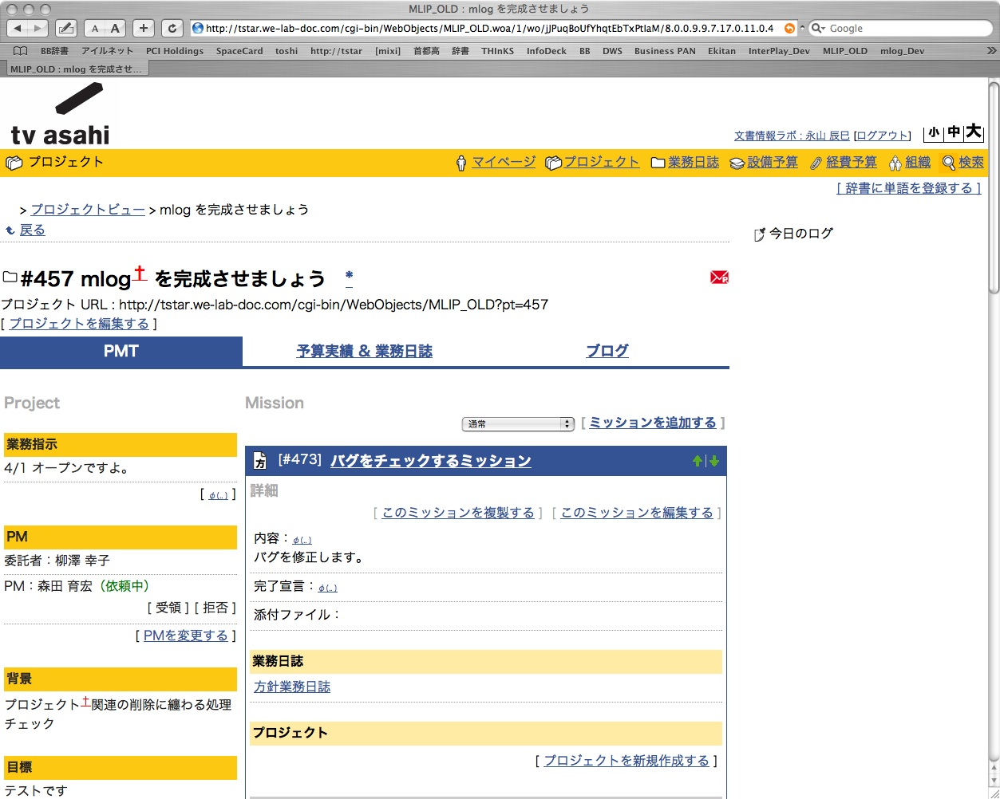 MLIP_OLD : mlog を完成させましょう
A A
http://tstar.we-lab-doc.com/cgi-bin/WebObjects/MLIP_OLD.woa/1/wo/jJPuqBoUfYhqtEbTxPtIaM/8.0.0.9.9.7.17.0.11.0.4
Google
BB辞書 アイルネット PCI Holdings SpaceCard toshi http://tstar [mixi] 首都高 辞書 THInKS InfoDeck BB DWS Business PAN Ekitan InterPlay_Dev MLIP_OLD mlog_Dev
MLIP_OLD : mlog を完成させ...
tv asahi
文書情報ラボ : 永山 辰巳 [ログアウト] 小 中 大
プロジェクト マイページ プロジェクト 業務日誌 設備予算 経費予算 組織 検索
[ 辞書に単語を登録する ]
> プロジェクトビュー > mlog を完成させましょう
戻る
今日のログ
#457 mlog† を完成させましょう *
プロジェクト URL : http://tstar.we-lab-doc.com/cgi-bin/WebObjects/MLIP_OLD?pt=457
[ プロジェクトを編集する ]
PMT 予算実績 & 業務日誌 ブログ
Project
業務指示
4/1 オープンですよ。
[ φ(..) ]
PM
委託者：柳澤 幸子
PM：森田 育宏（依頼中）
[ 受領 ] [ 拒否 ]
[ PMを変更する ]
背景
プロジェクト†関連の削除に纏わる処理
チェック
目標
テストです
Mission
通常 [ ミッションを追加する ]
方 [#473] バグをチェックするミッション
詳細
[ このミッションを複製する ] [ このミッションを編集する ]
内容：φ(..)
バグを修正します。
完了宣言：φ(..)
添付ファイル：
業務日誌
方針業務日誌
プロジェクト
[ プロジェクトを新規作成する ]